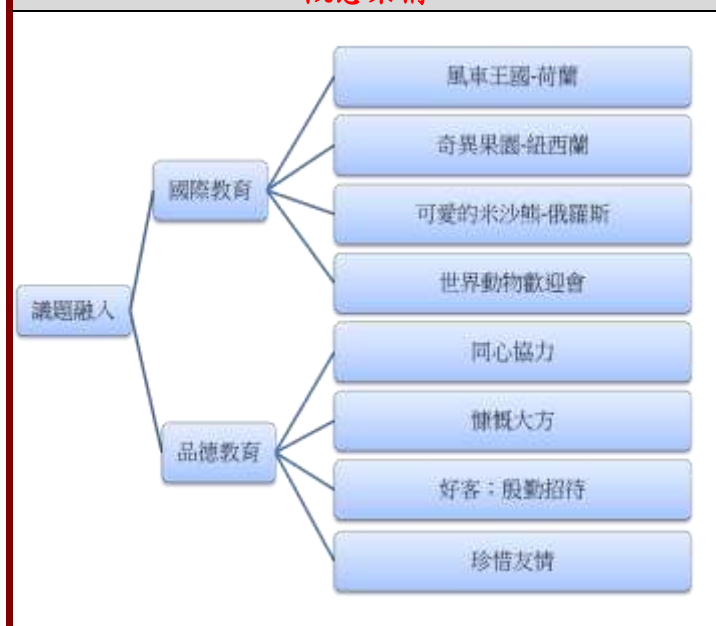 風車王國-荷蘭
奇異果園-紐西蘭
國際教育
可愛的米沙熊-俄羅斯
世界動物歡迎會
議題融入
同心協力
慷慨大方
品德教育
好客：殷勤招待
珍惜友情